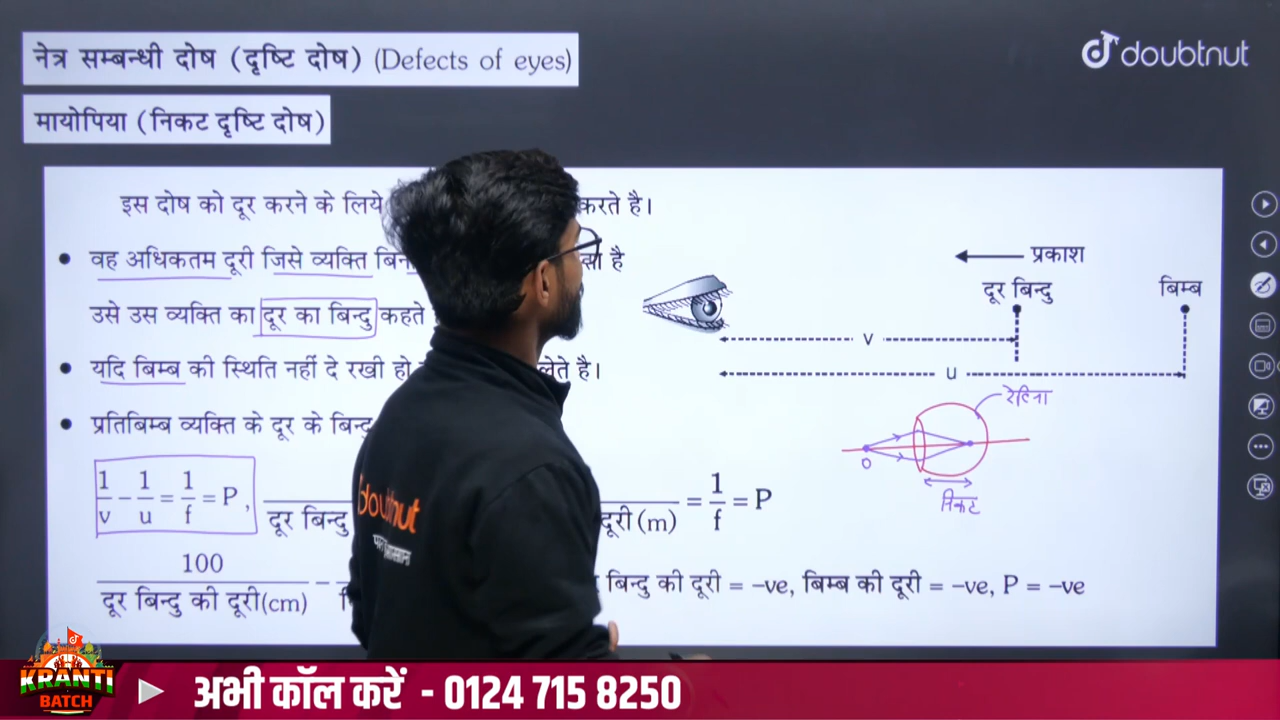 नेत्र सम्बन्धी दोष (दृष्टि दोष) (Defects of eyes)
doubtnut
मायोपिया (निकट दृष्टि दोष)
इस दोष को दूर करने के लिये करते है।
• वह अधिकतम दूरी जिसे व्यक्ति है
उसे उस व्यक्ति का दूर का बिन्दु कहते
• यदि बिम्ब की स्थिति नहीं दे रखी हो लेते है।
• प्रतिबिम्ब व्यक्ति के दूर के बिन्दु
1/v - 1/u = 1/f = P, दूर बिन्दु दूरी (m) = 1/f = P
100
दूर बिन्दु की दूरी(cm) - बिन्दु की दूरी = -ve, बिम्ब की दूरी = -ve, P = -ve
प्रकाश
दूर बिन्दु
बिम्ब
v
u
रेटिना
O
निकट
doubtnut
KRANTI
BATCH
अभी कॉल करें - 0124 715 8250